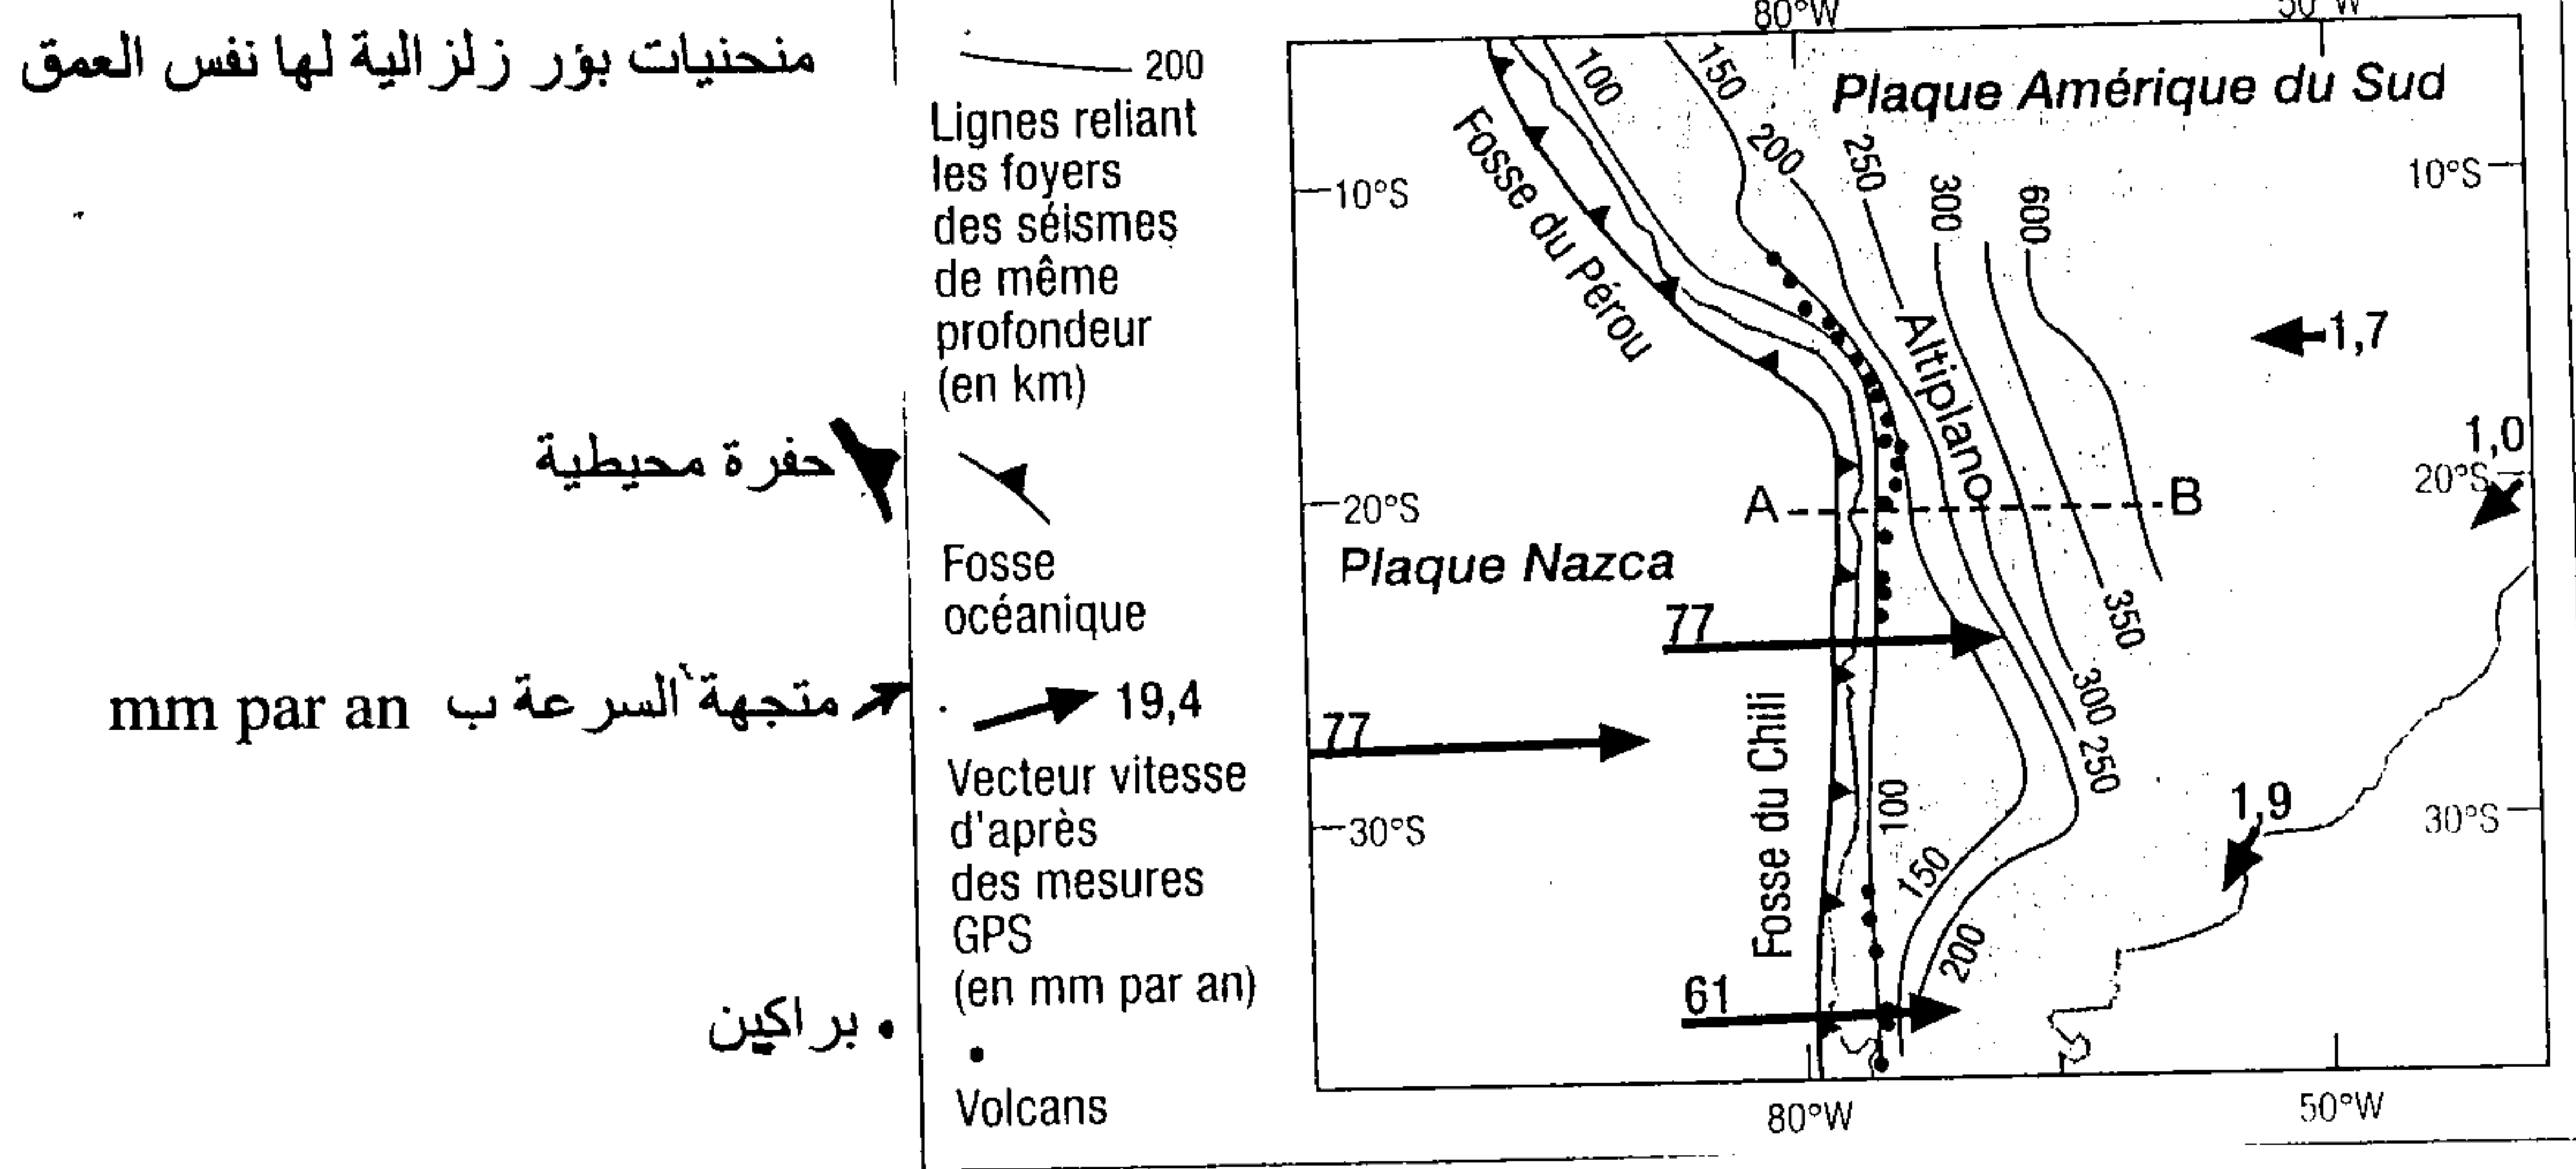 منحنيات بؤر زلزالية لها نفس العمق
حفرة محيطية
متجهة السرعة ب mm par an
براكين
200
Lignes reliant
les foyers
des séismes
de même
profondeur
(en km)
Fosse
océanique
19,4
Vecteur vitesse
d'après
des mesures
GPS
(en mm par an)
Volcans
80°W
50°W
Plaque Amérique du Sud
100
150
200
250
300
600
10°S
10°S
Fosse du Pérou
Altiplano
1,7
1,0
20°S
20°S
A
B
Plaque Nazca
77
77
350
300
250
Fosse du Chili
100
150
200
1,9
30°S
30°S
61
80°W
50°W